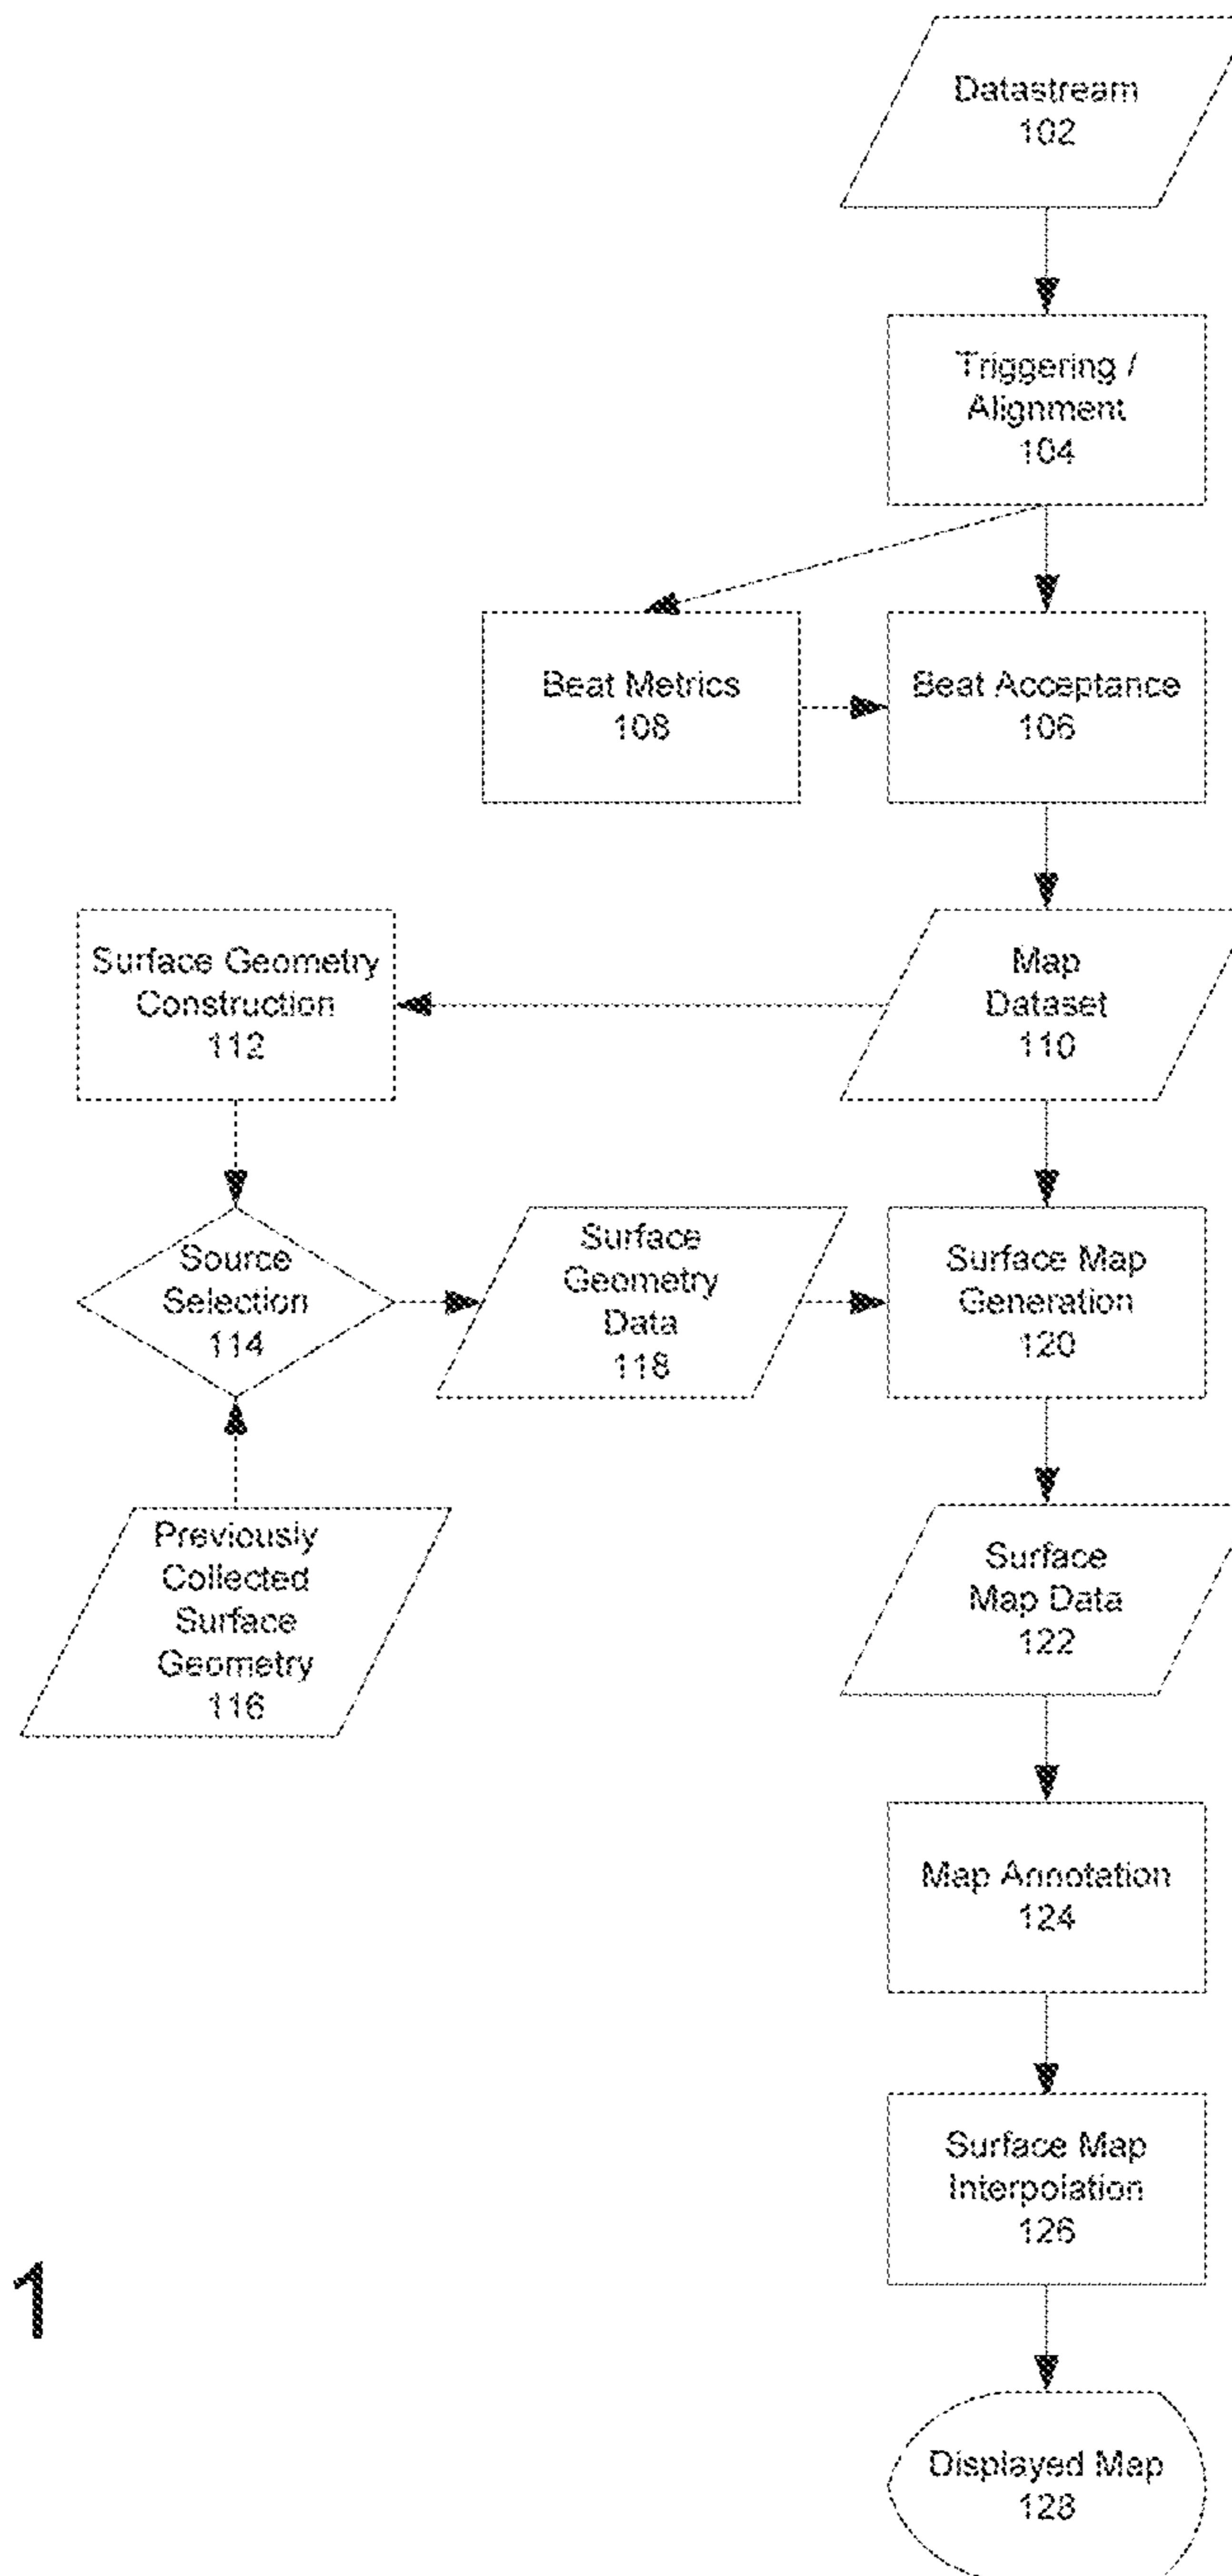 Datastream
102
Triggering /
Alignment
104
Beat Metrics
108
Beat Acceptance
106
Surface Geometry
Construction
112
Map
Dataset
110
Source
Selection
114
Surface
Geometry
Data
118
Surface Map
Generation
120
Previously
Collected
Surface
Geometry
116
Surface
Map Data
122
Map Annotation
124
Surface Map
Interpolation
126
1
Displayed Map
128